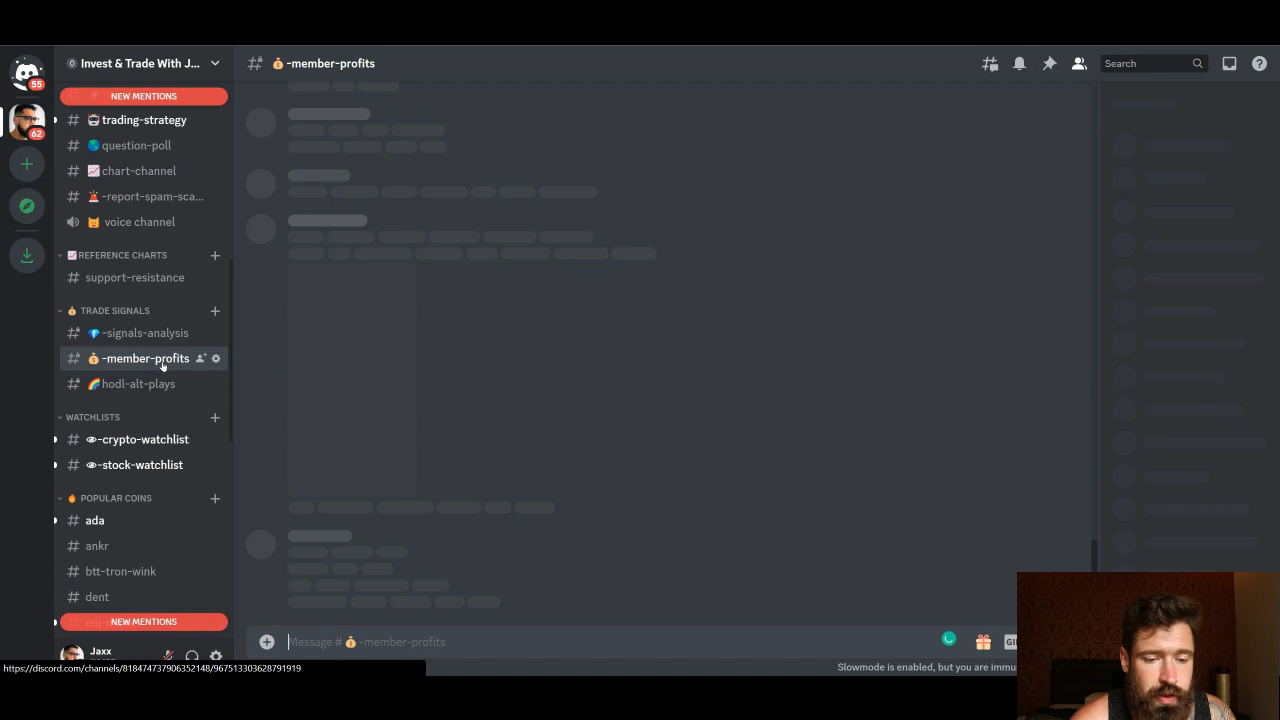 Invest & Trade With J...
-member-profits
Search
55
62
NEW MENTIONS
trading-strategy
question-poll
chart-channel
-report-spam-sca...
voice channel
REFERENCE CHARTS
support-resistance
TRADE SIGNALS
-signals-analysis
-member-profits
hodl-alt-plays
WATCHLISTS
-crypto-watchlist
-stock-watchlist
POPULAR COINS
ada
ankr
btt-tron-wink
dent
NEW MENTIONS
Jaxx
Message # -member-profits
GIF
https://discord.com/channels/818474737906352148/967513303628791919
Slowmode is enabled, but you are immu